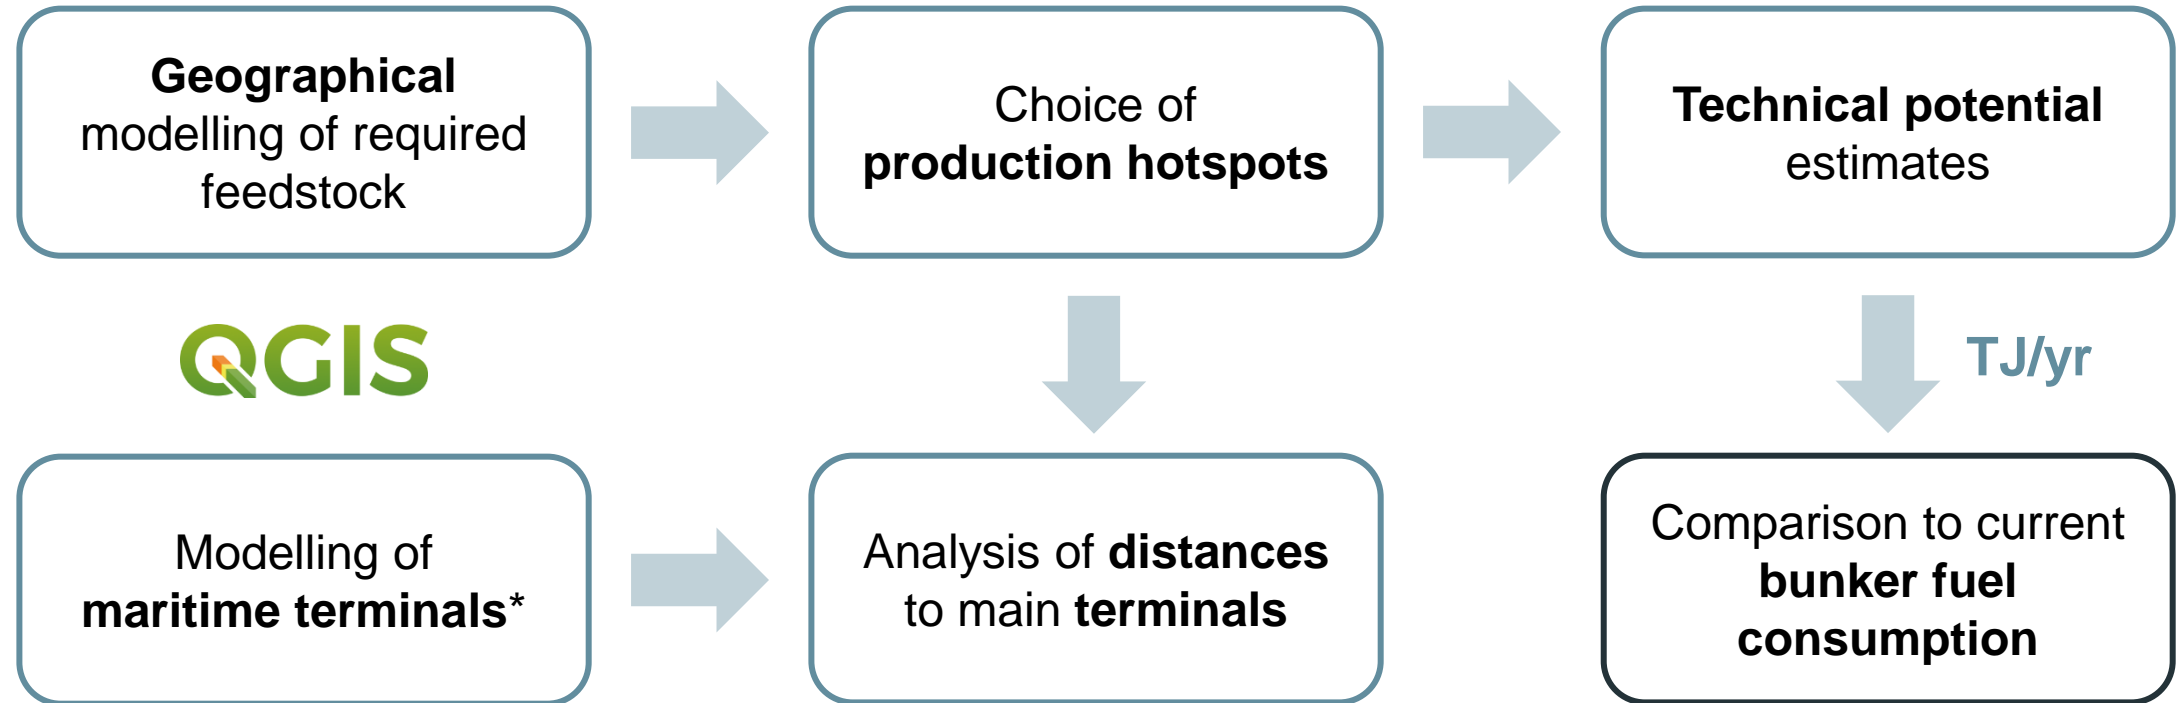 Geographical
modelling of required
feedstock
Choice of
production hotspots
Technical potential
estimates
QGIS
TJ/yr
Modelling of
maritime terminals*
Analysis of distances
to main terminals
Comparison to current
bunker fuel
consumption